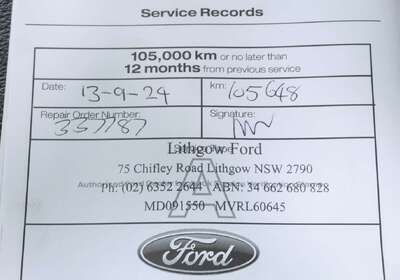 Service Records
105,000 km or no later than
12 months from previous service
Date: 13-9-24 km: 105648
Repair Order Number: 357787 Signature:
Lithgow Ford
75 Chifley Road Lithgow NSW 2790
Ph: (02) 6352 2644 ABN: 14 662 680 828
MD091550 MVRL60645
A
Ford